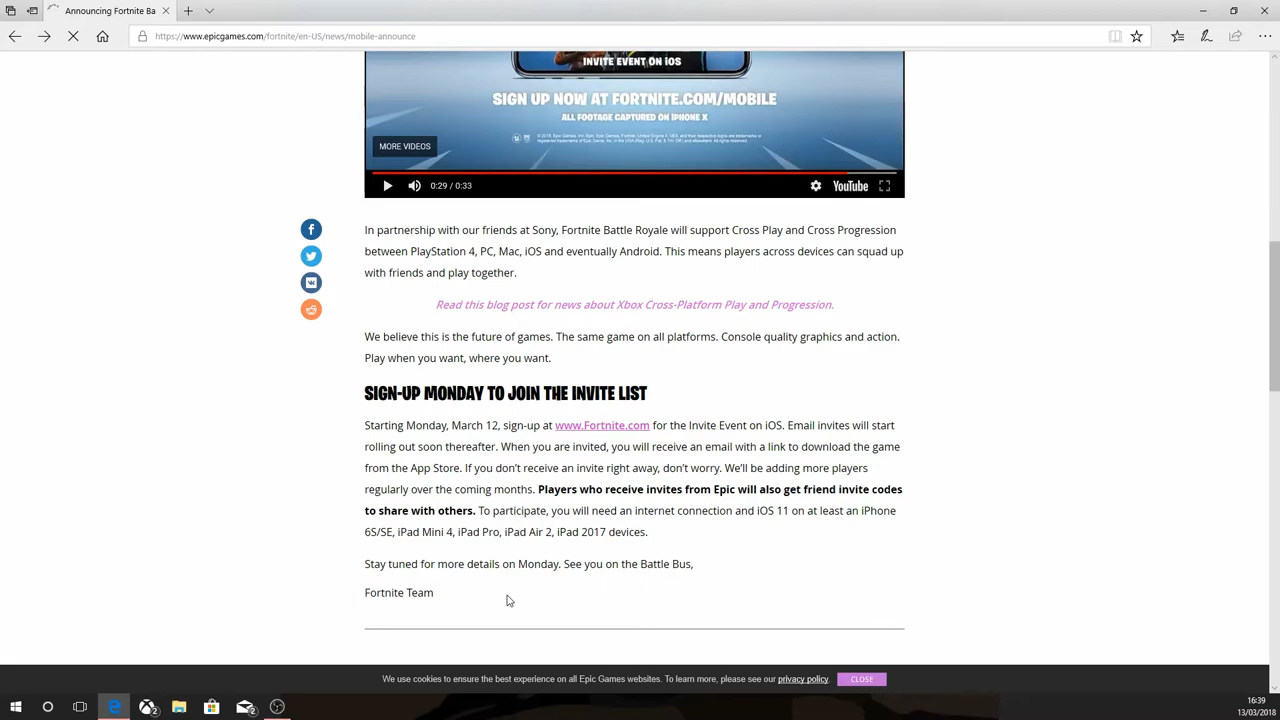 Announcing Fortnite Ba
https://www.epicgames.com/fortnite/en-US/news/mobile-announce
INVITE EVENT ON iOS
SIGN UP NOW AT FORTNITE.COM/MOBILE
ALL FOOTAGE CAPTURED ON IPHONE X
MORE VIDEOS
0:29 / 0:33
YouTube
In partnership with our friends at Sony, Fortnite Battle Royale will support Cross Play and Cross Progression
between PlayStation 4, PC, Mac, iOS and eventually Android. This means players across devices can squad up
with friends and play together.
Read this blog post for news about Xbox Cross-Platform Play and Progression.
We believe this is the future of games. The same game on all platforms. Console quality graphics and action.
Play when you want, where you want.
SIGN-UP MONDAY TO JOIN THE INVITE LIST
Starting Monday, March 12, sign-up at www.Fortnite.com for the Invite Event on iOS. Email invites will start
rolling out soon thereafter. When you are invited, you will receive an email with a link to download the game
from the App Store. If you don't receive an invite right away, don't worry. We'll be adding more players
regularly over the coming months. Players who receive invites from Epic will also get friend invite codes
to share with others. To participate, you will need an internet connection and iOS 11 on at least an iPhone
6S/SE, iPad Mini 4, iPad Pro, iPad Air 2, iPad 2017 devices.
Stay tuned for more details on Monday. See you on the Battle Bus,
Fortnite Team
We use cookies to ensure the best experience on all Epic Games websites. To learn more, please see our privacy policy.
CLOSE
2
2
16:39
13/03/2018